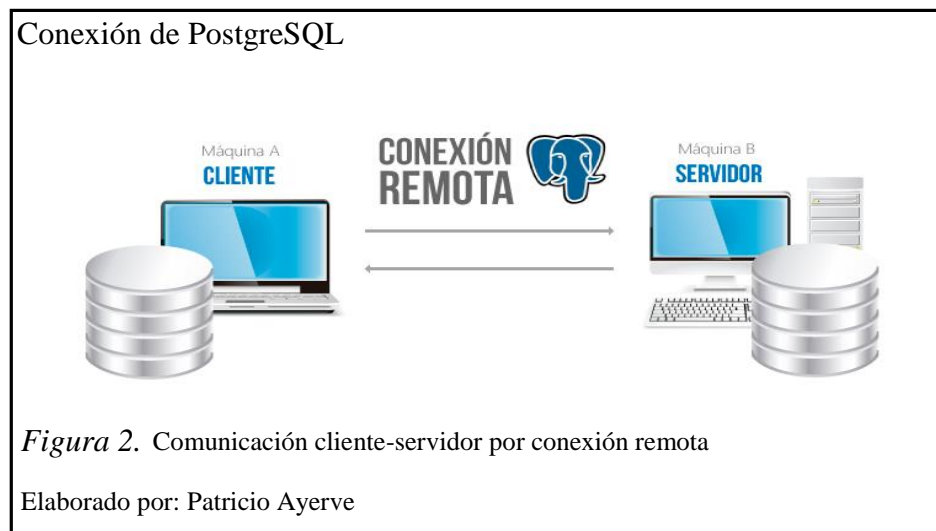 Conexión de PostgreSQL
Máquina A
CLIENTE
CONEXIÓN
REMOTA
Máquina B
SERVIDOR
Figura 2. Comunicación cliente-servidor por conexión remota
Elaborado por: Patricio Ayerve